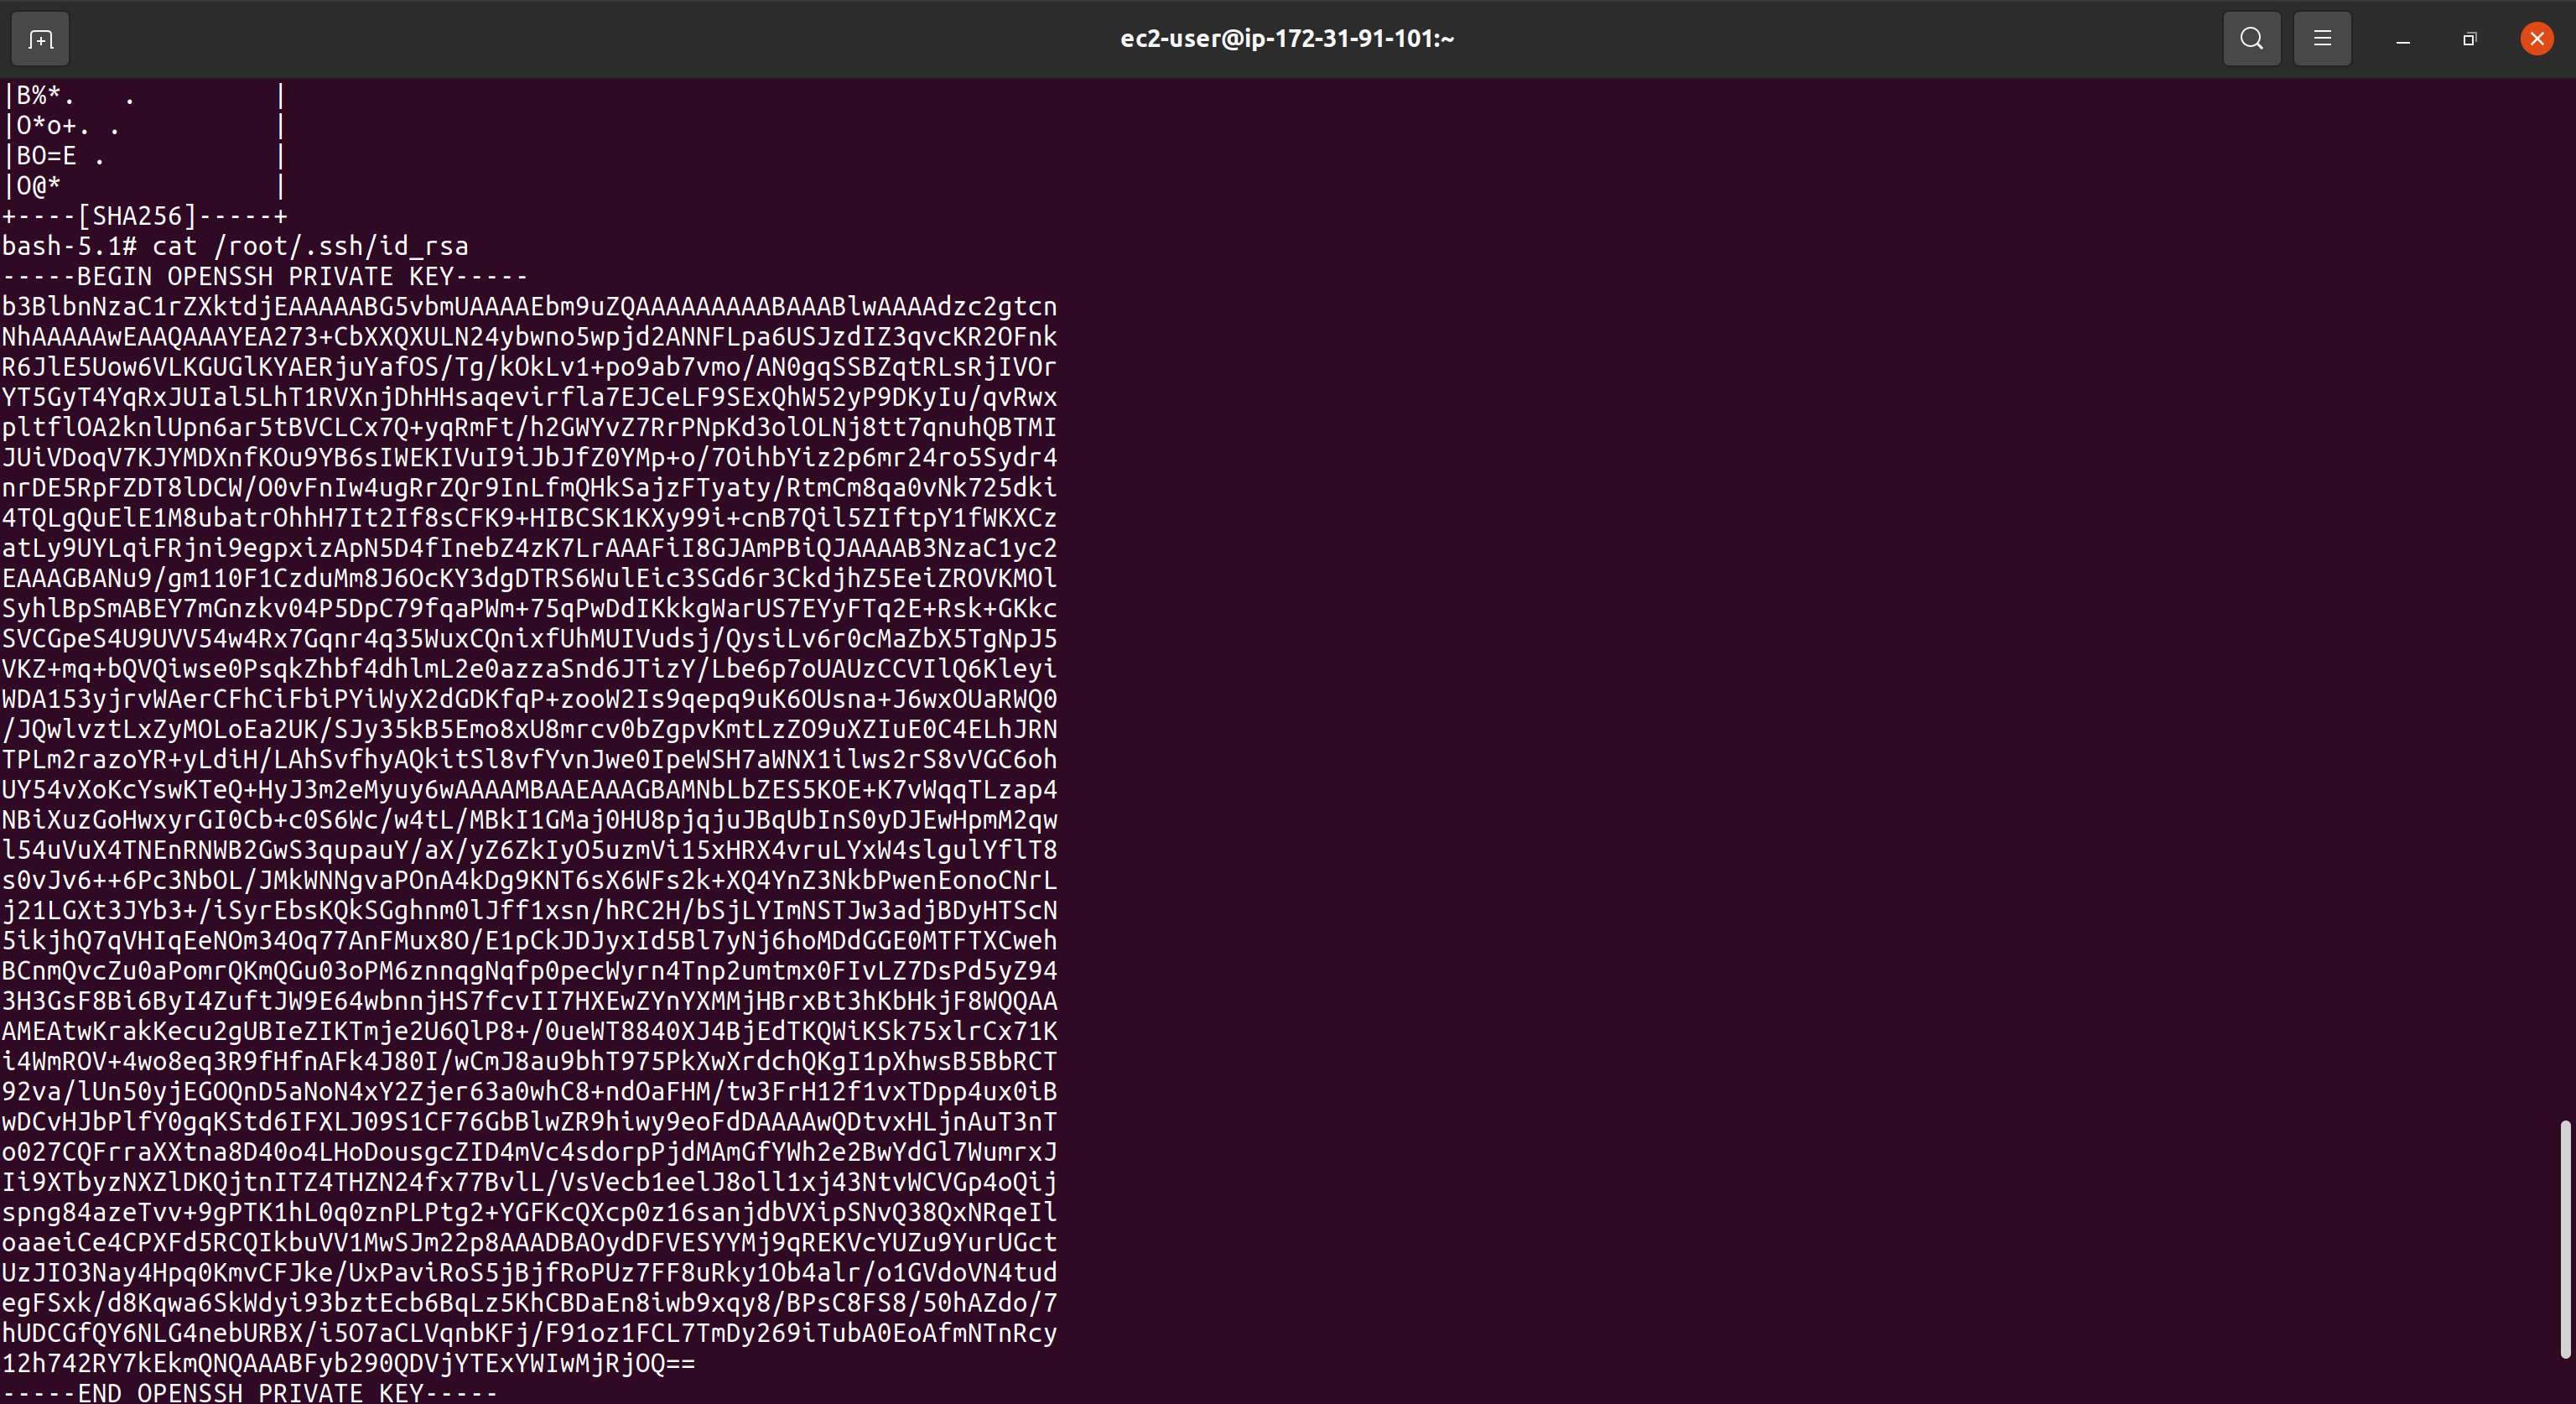 ec2-user@ip-172-31-91-101:~
|B%*.   .         |
|O*o+. .          |
|BO=E .           |
|O@*              |
+----[SHA256]-----+
bash-5.1# cat /root/.ssh/id_rsa
-----BEGIN OPENSSH PRIVATE KEY-----
b3BlbnNzaC1rZXktdjEAAAAABG5vbmUAAAAEbm9uZQAAAAAAAAABAAABlwAAAAdzc2gtcn
NhAAAAAwEAAQAAAYEA273+CbXXQXULN24ybwno5wpjd2ANNFLpa6USJzdIZ3qvcKR2OFnk
R6JlE5Uow6VLKGUGlKYAERjuYafOS/Tg/kOkLv1+po9ab7vmo/AN0gqSSBZqtRLsRjIVOr
YT5GyT4YqRxJUIal5LhT1RVXnjDhHHsaqevirfla7EJCeLF9SExQhW52yP9DKyIu/qvRwx
pltflOA2knlUpn6ar5tBVCLCx7Q+yqRmFt/h2GWYvZ7RrPNpKd3olOLNj8tt7qnuhQBTMI
JUiVDoqV7KJYMDXnfKOu9YB6sIWEKIVuI9iJbJfZ0YMp+o/7OihbYiz2p6mr24ro5Sydr4
nrDE5RpFZDT8lDCW/O0vFnIw4ugRrZQr9InLfmQHkSajzFTyaty/RtmCm8qa0vNk725dki
4TQLgQuElE1M8ubatrOhhH7It2If8sCFK9+HIBCSK1KXy99i+cnB7Qil5ZIftpY1fWKXCz
atLy9UYLqiFRjni9egpxizApN5D4fInebZ4zK7LrAAAFiI8GJAmPBiQJAAAAB3NzaC1yc2
EAAAGBANu9/gm110F1CzduMm8J6OcKY3dgDTRS6WulEic3SGd6r3CkdjhZ5EeiZROVKMOl
SyhlBpSmABEY7mGnzkv04P5DpC79fqaPWm+75qPwDdIKkkgWarUS7EYyFTq2E+Rsk+GKkc
SVCGpeS4U9UVV54w4Rx7Gqnr4q35WuxCQnixfUhMUIVudsj/QysiLv6r0cMaZbX5TgNpJ5
VKZ+mq+bQVQiwse0PsqkZhbf4dhlmL2e0azzaSnd6JTizY/Lbe6p7oUAUzCCVIlQ6Kleyi
WDA153yjrvWAerCFhCiFbiPYiWyX2dGDKfqP+zooW2Is9qepq9uK6OUsna+J6wxOUaRWQ0
/JQwlvztLxZyMOLoEa2UK/SJy35kB5Emo8xU8mrcv0bZgpvKmtLzZO9uXZIuE0C4ELhJRN
TPLm2razoYR+yLdiH/LAhSvfhyAQkitSl8vfYvnJwe0IpeWSH7aWNX1ilws2rS8vVGC6oh
UY54vXoKcYswKTeQ+HyJ3m2eMyuy6wAAAAMBAAEAAAGBAMNbLbZES5KOE+K7vWqqTLzap4
NBiXuzGoHwxyrGI0Cb+c0S6Wc/w4tL/MBkI1GMaj0HU8pjqjuJBqUbInS0yDJEwHpmM2qw
l54uVuX4TNEnRNWB2GwS3qupauY/aX/yZ6ZkIyO5uzmVi15xHRX4vruLYxW4slgulYflT8
s0vJv6++6Pc3NbOL/JMkWNNgvaPOnA4kDg9KNT6sX6WFs2k+XQ4YnZ3NkbPwenEonoCNrL
j21LGXt3JYb3+/iSyrEbsKQkSGghnm0lJff1xsn/hRC2H/bSjLYImNSTJw3adjBDyHTScN
5ikjhQ7qVHIqEeNOm34Oq77AnFMux8O/E1pCkJDJyxId5Bl7yNj6hoMDdGGE0MTFTXCweh
BCnmQvcZu0aPomrQKmQGu03oPM6znnqgNqfp0pecWyrn4Tnp2umtmx0FIvLZ7DsPd5yZ94
3H3GsF8Bi6ByI4ZuftJW9E64wbnnjHS7fcvII7HXEwZYnYXMMjHBrxBt3hKbHkjF8WQQAA
AMEAtwKrakKecu2gUBIeZIKTmje2U6QlP8+/0ueWT8840XJ4BjEdTKQWiKSk75xlrCx71K
i4WmROV+4wo8eq3R9fHfnAFk4J80I/wCmJ8au9bhT975PkXwXrdchQKgI1pXhwsB5BbRCT
92va/lUn50yjEGOQnD5aNoN4xY2Zjer63a0whC8+ndOaFHM/tw3FrH12f1vxTDpp4ux0iB
wDCvHJbPlfY0gqKStd6IFXLJ09S1CF76GbBlwZR9hiwy9eoFdDAAAAwQDtvxHLjnAuT3nT
o027CQFrraXXtna8D40o4LHoDousgcZID4mVc4sdorpPjdMAmGfYWh2e2BwYdGl7WumrxJ
Ii9XTbyzNXZlDKQjtnITZ4THZN24fx77BvlL/VsVecb1eelJ8oll1xj43NtvWCVGp4oQij
spng84azeTvv+9gPTK1hL0q0znPLPtg2+YGFKcQXcp0z16sanjdbVXipSNvQ38QxNRqeIl
oaaeiCe4CPXFd5RCQIkbuVV1MwSJm22p8AAADBAOydDFVESYYMj9qREKVcYUZu9YurUGct
UzJIO3Nay4Hpq0KmvCFJke/UxPaviRoS5jBjfRoPUz7FF8uRky1Ob4alr/o1GVdoVN4tud
egFSxk/d8Kqwa6SkWdyi93bztEcb6BqLz5KhCBDaEn8iwb9xqy8/BPsC8FS8/50hAZdo/7
hUDCGfQY6NLG4nebURBX/i5O7aCLVqnbKFj/F91oz1FCL7TmDy269iTubA0EoAfmNTnRcy
12h742RY7kEkmQNQAAABFyb290QDVjYTExYWIwMjRjOQ==
-----END OPENSSH PRIVATE KEY-----